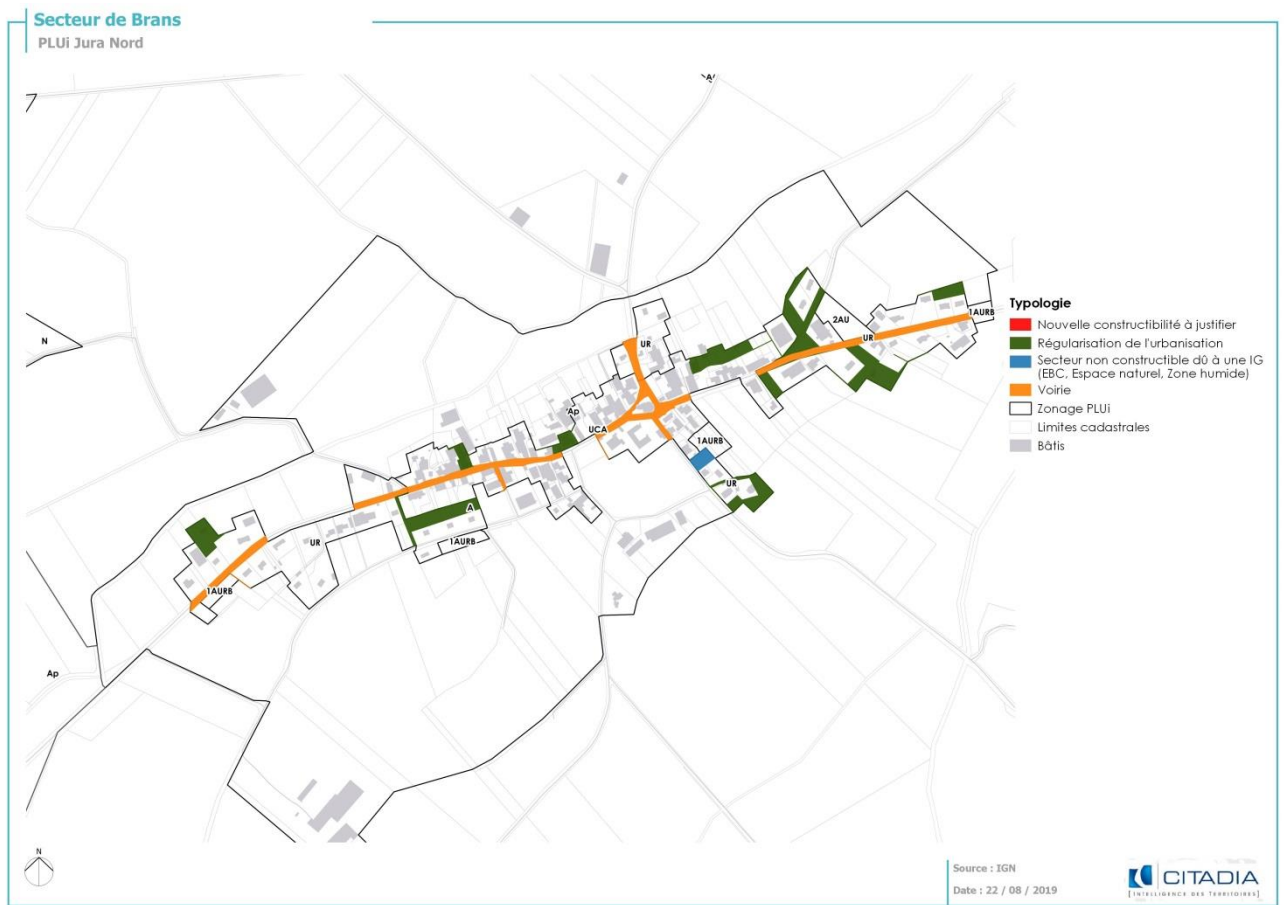 Secteur de Brans
PLUi Jura Nord
A
N
UR
2AU
1AURB
UR
Ap
UCA
1AURB
UR
A
1AURB
UR
1AURB
Ap
Typologie
Nouvelle constructibilité à justifier
Régularisation de l'urbanisation
Secteur non constructible dû à une IG
(EBC, Espace naturel, Zone humide)
Voirie
Zonage PLUi
Limites cadastrales
Bâtis
N
Source : IGN
Date : 22 / 08 / 2019
CITADIA
[INTELLIGENCE DES TERRITOIRES]